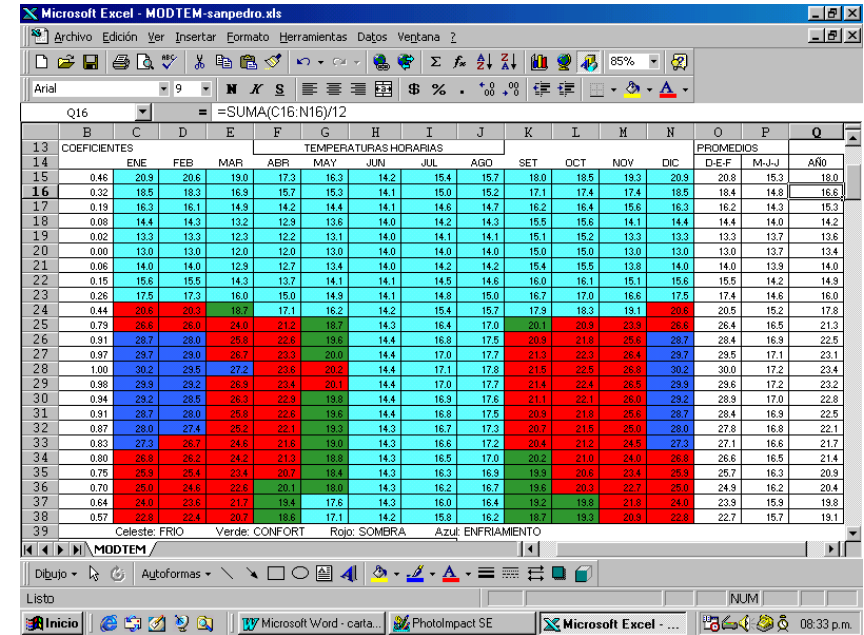 Microsoft Excel - MODTEM-sanpedro.xls
Archivo Edición Ver Insertar Formato Herramientas Datos Ventana ?
85%
Arial 9 N K S $ %
Q16 = =SUMA(C16:N16)/12
B C D E F G H I J K L M N O P Q
13 COEFICIENTES TEMPERATURAS HORARIAS PROMEDIOS
14 ENE FEB MAR ABR MAY JUN JUL AGO SET OCT NOV DIC D-E-F M-J-J AÑO
15 0.46 20.9 20.6 19.0 17.3 16.3 14.2 15.4 15.7 18.0 18.5 19.3 20.9 20.8 15.3 18.0
16 0.32 18.5 18.3 16.9 15.7 15.3 14.1 15.0 15.2 17.1 17.4 17.4 18.5 18.4 14.8 16.6
17 0.19 16.3 16.1 14.9 14.2 14.4 14.1 14.6 14.7 16.2 16.4 15.6 16.3 16.2 14.3 15.3
18 0.08 14.4 14.3 13.2 12.9 13.6 14.0 14.2 14.3 15.5 15.6 14.1 14.4 14.4 14.0 14.2
19 0.02 13.3 13.3 12.3 12.2 13.1 14.0 14.1 14.1 15.1 15.2 13.3 13.3 13.3 13.7 13.6
20 0.00 13.0 13.0 12.0 12.0 13.0 14.0 14.0 14.0 15.0 15.0 13.0 13.0 13.0 13.7 13.4
21 0.06 14.0 14.0 12.9 12.7 13.4 14.0 14.2 14.2 15.4 15.5 13.8 14.0 14.0 13.9 14.0
22 0.15 15.6 15.5 14.3 13.7 14.1 14.1 14.5 14.6 16.0 16.1 15.1 15.6 15.5 14.2 14.9
23 0.26 17.5 17.3 16.0 15.0 14.9 14.1 14.8 15.0 16.7 17.0 16.6 17.5 17.4 14.6 16.0
24 0.44 20.6 20.3 18.7 17.1 16.2 14.2 15.4 15.7 17.9 18.3 19.1 20.6 20.5 15.2 17.8
25 0.79 26.6 26.0 24.0 21.2 18.7 14.3 16.4 17.0 20.1 20.9 23.9 26.6 26.4 16.5 21.3
26 0.91 28.7 28.0 25.8 22.6 19.6 14.4 16.8 17.5 20.9 21.8 25.6 28.7 28.4 16.9 22.5
27 0.97 29.7 29.0 26.7 23.3 20.0 14.4 17.0 17.7 21.3 22.3 26.4 29.7 29.5 17.1 23.1
28 1.00 30.2 29.5 27.2 23.6 20.2 14.4 17.1 17.8 21.5 22.5 26.8 30.2 30.0 17.2 23.4
29 0.98 29.9 29.2 26.9 23.4 20.1 14.4 17.0 17.7 21.4 22.4 26.5 29.9 29.6 17.2 23.2
30 0.94 29.2 28.5 26.3 22.9 19.8 14.4 16.9 17.6 21.1 22.1 26.0 29.2 28.9 17.0 22.8
31 0.91 28.7 28.0 25.8 22.6 19.6 14.4 16.8 17.5 20.9 21.8 25.6 28.7 28.4 16.9 22.5
32 0.87 28.0 27.4 25.2 22.1 19.3 14.3 16.7 17.3 20.7 21.5 25.0 28.0 27.8 16.8 22.1
33 0.83 27.3 26.7 24.6 21.6 19.0 14.3 16.6 17.2 20.4 21.2 24.5 27.3 27.1 16.6 21.7
34 0.80 26.8 26.2 24.2 21.3 18.8 14.3 16.5 17.0 20.2 21.0 24.0 26.8 26.6 16.5 21.4
35 0.75 25.9 25.4 23.4 20.7 18.4 14.3 16.3 16.9 19.9 20.6 23.4 25.9 25.7 16.3 20.9
36 0.70 25.0 24.6 22.6 20.1 18.0 14.3 16.2 16.7 19.6 20.3 22.7 25.0 24.9 16.2 20.4
37 0.64 24.0 23.6 21.7 19.4 17.6 14.3 16.0 16.4 19.2 19.8 21.8 24.0 23.9 15.9 19.8
38 0.57 22.8 22.4 20.7 18.6 17.1 14.2 15.8 16.2 18.7 19.3 20.9 22.8 22.7 15.7 19.1
39 Celeste: FRIO Verde: CONFORT Rojo: SOMBRA Azul: ENFRIAMIENTO
MODTEM
Dibujo Autoformas
Listo NUM
Inicio Microsoft Word - carta... PhotoImpact SE Microsoft Excel - ... 08:33 p.m.